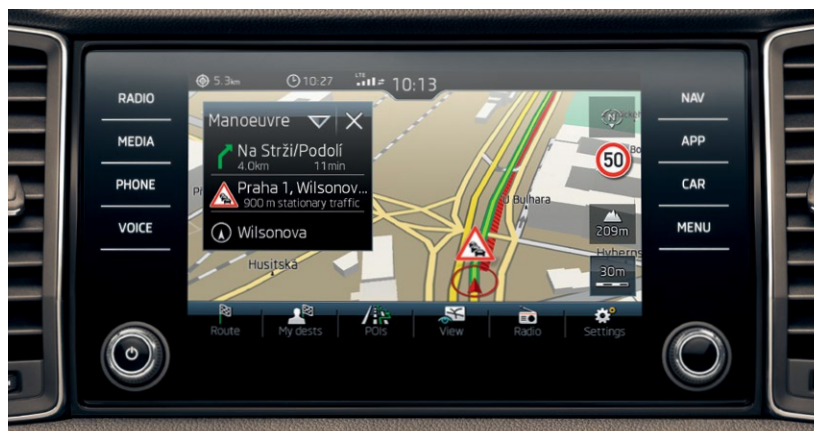 RADIO
MEDIA
PHONE
VOICE
5.3km
10:27
LTE
10:13
Manoeuvre
Na Strži/Podolí
4.0km 11min
Praha 1, Wilsonov...
900 m stationary traffic
Wilsonova
Husitská
U Bulhara
N
50
209m
Hyberns
30m
Route
My dests
POIs
View
Radio
Settings
NAV
APP
CAR
MENU